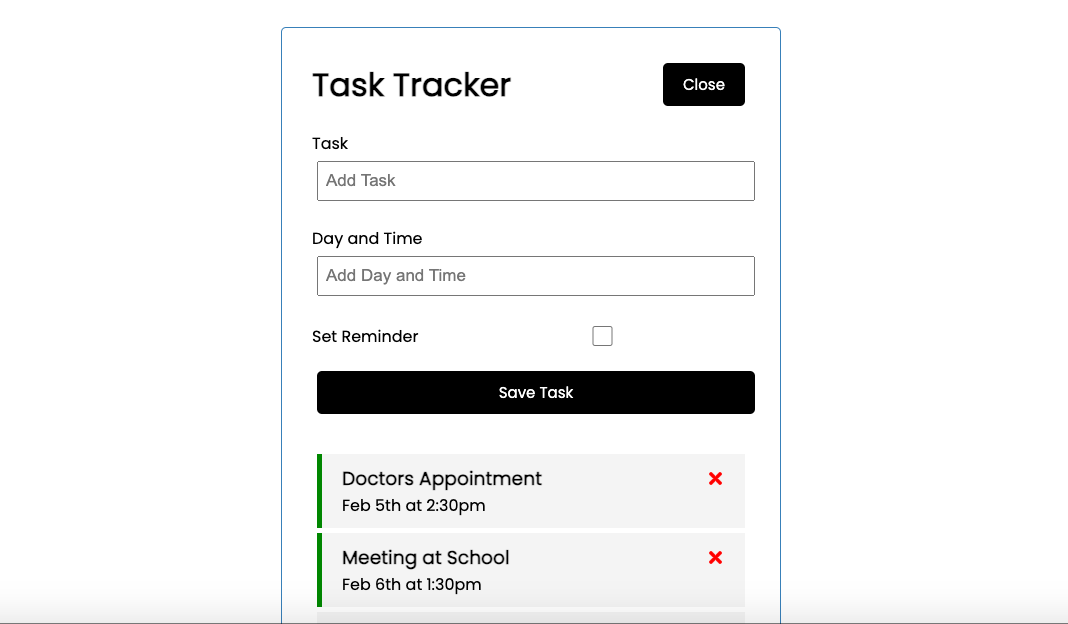 Task Tracker
Close
Task
Add Task
Day and Time
Add Day and Time
Set Reminder
Save Task
Doctors Appointment
Feb 5th at 2:30pm
Meeting at School
Feb 6th at 1:30pm